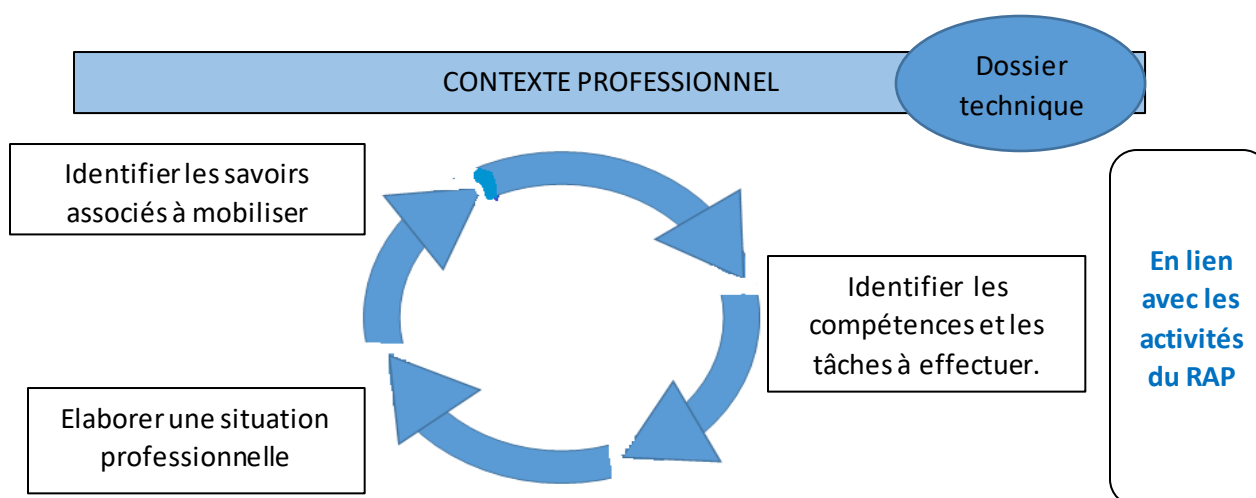 CONTEXTE PROFESSIONNEL
Dossier
technique
Identifier les savoirs
associés à mobiliser
Identifier les
compétences et les
tâches à effectuer.
En lien
avec les
activités
du RAP
Elaborer une situation
professionnelle